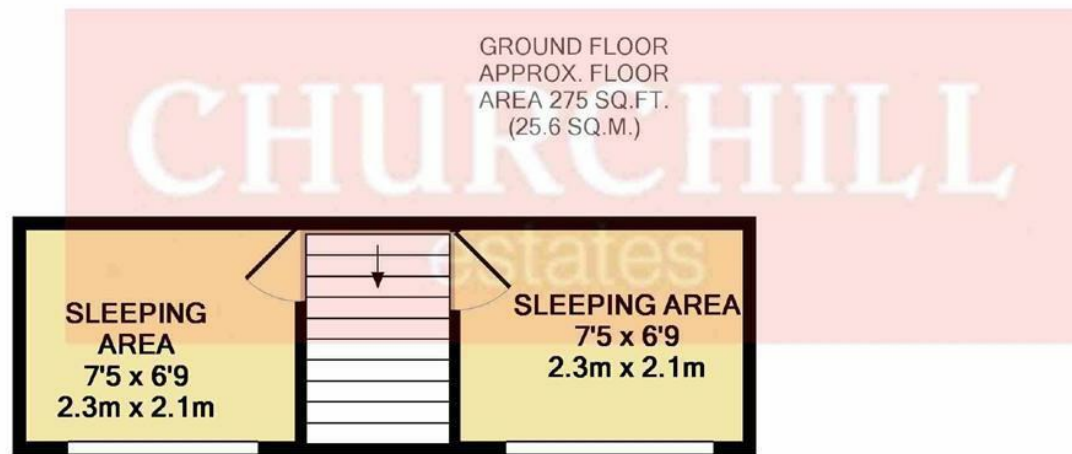 GROUND FLOOR
APPROX. FLOOR
AREA 275 SQ.FT.
(25.6 SQ.M.)
CHURCHILL
estates
SLEEPING
AREA
7'5 x 6'9
2.3m x 2.1m
SLEEPING AREA
7'5 x 6'9
2.3m x 2.1m